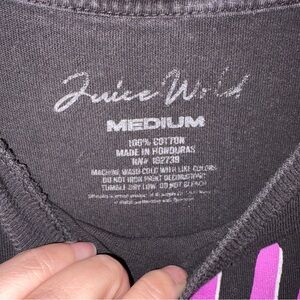 Juice Wrld
MEDIUM
100% COTTON
MADE IN HONDURAS
RN# 182739
MACHINE WASH COLD WITH LIKE COLORS
DO NOT IRON PRINT DECORATION
TUMBLE DRY LOW DO NOT BLEACH